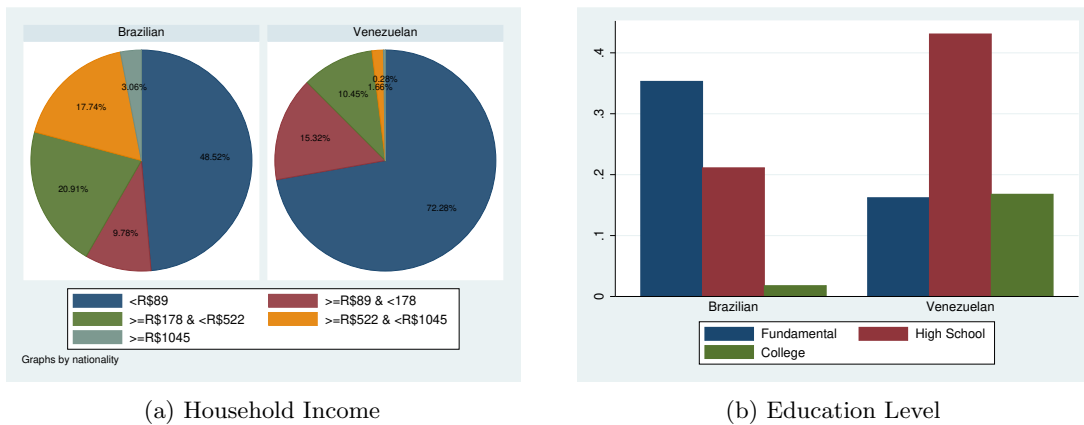 Brazilian
Venezuelan
3.06%
17.74%
48.52%
20.91%
9.78%
0.28%
1.66%
10.45%
15.32%
72.28%
<R$89
>=R$89 & <178
>=R$178 & <R$522
>=R$522 & <R$1045
>=R$1045
Graphs by nationality
(a) Household Income
.4
.3
.2
.1
0
Brazilian
Venezuelan
Fundamental
High School
College
(b) Education Level